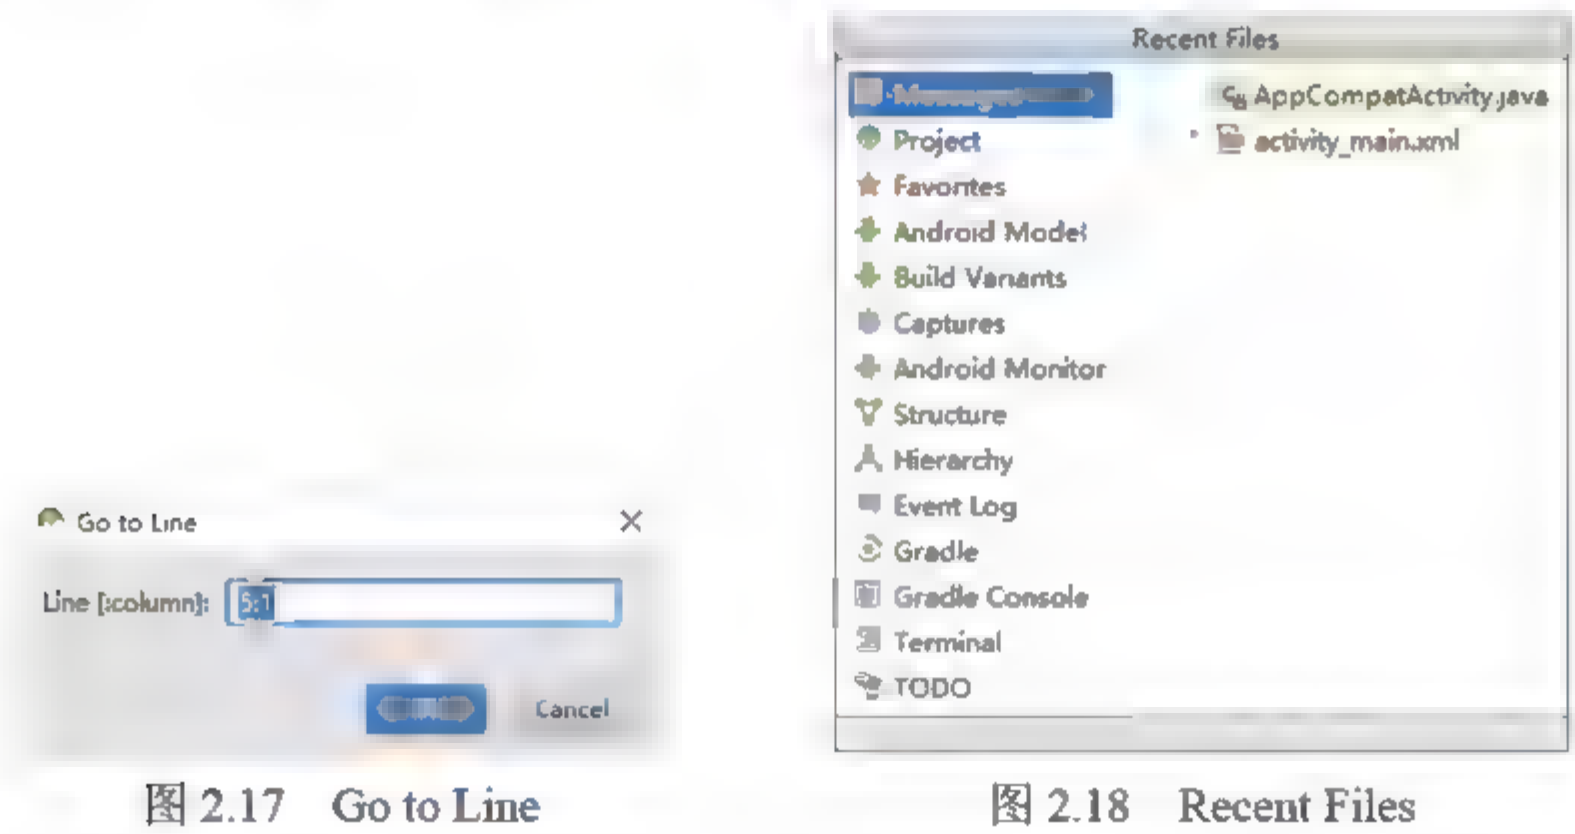 Go to Line
Line [:column]:
5:1
Cancel
图 2.17 Go to Line
Recent Files
Messages
Project
Favorites
Android Model
Build Variants
Captures
Android Monitor
Structure
Hierarchy
Event Log
Gradle
Gradle Console
Terminal
TODO
AppCompatActivity.java
activity_main.xml
图 2.18 Recent Files